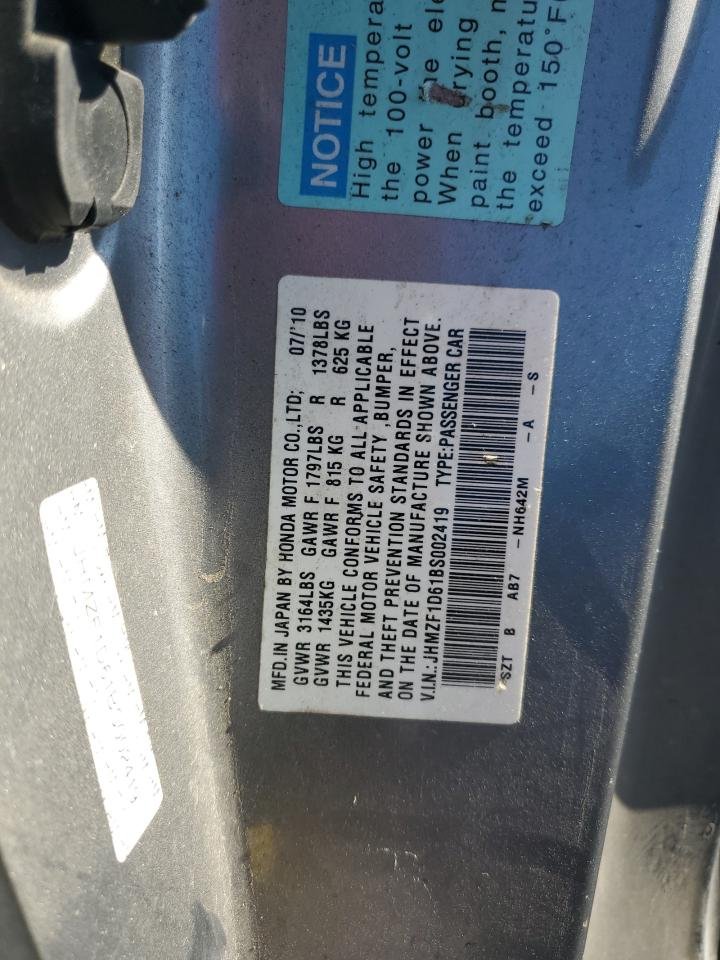 NOTICE
High tempera
the 100-volt
power ele
When drying
paint booth,
the temperatu
exceed 150°F
MFD.IN JAPAN BY HONDA MOTOR CO.,LTD; 07/'10
GVWR 3164LBS GAWR F 1797LBS R 1378LBS
GVWR 1435KG GAWR F 815 KG R 625 KG
THIS VEHICLE CONFORMS TO ALL APPLICABLE
FEDERAL MOTOR VEHICLE SAFETY ,BUMPER,
AND THEFT PREVENTION STANDARDS IN EFFECT
ON THE DATE OF MANUFACTURE SHOWN ABOVE.
V.I.N.:JHMZF1D61BS002419 TYPE:PASSENGER CAR
SZT B AB7 -NH642M -A -S